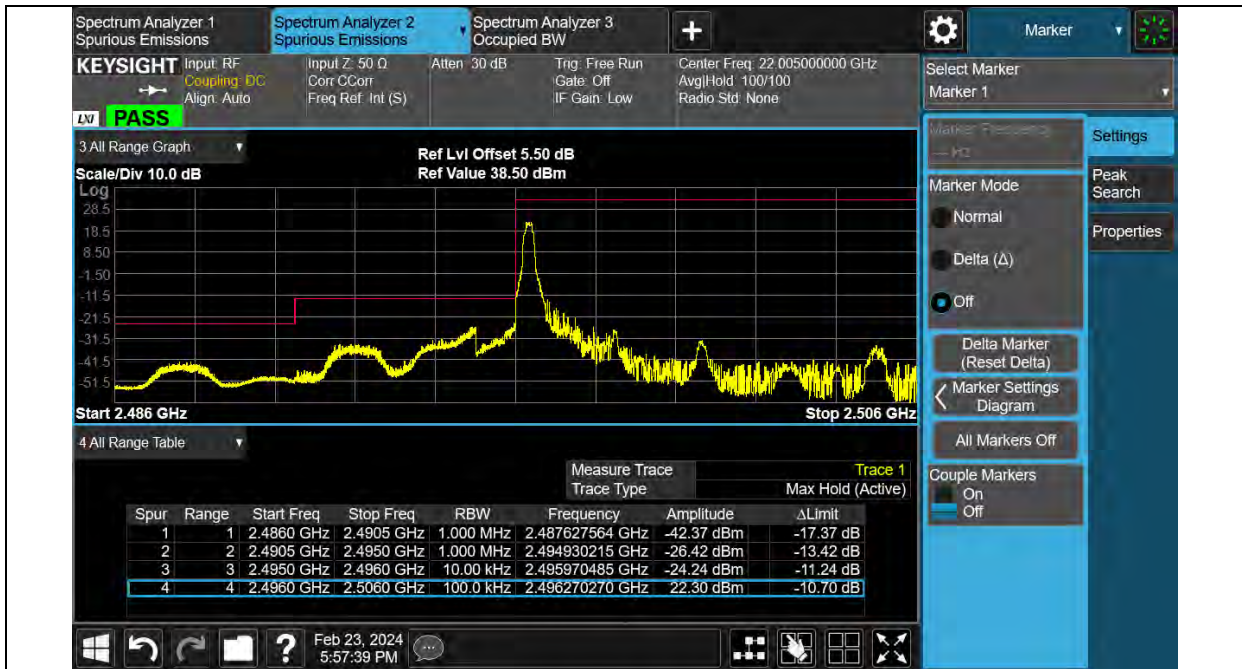 Spectrum Analyzer 1
Spurious Emissions
Spectrum Analyzer 2
Spurious Emissions
Spectrum Analyzer 3
Occupied BW
Marker
KEYSIGHT
Input: RF
Coupling: DC
Align: Auto
Input Z: 50 Ω
Corr CCorr
Freq Ref: Int (S)
Atten: 30 dB
Trig: Free Run
Gate: Off
IF Gain: Low
Center Freq: 22.005000000 GHz
Avg|Hold: 100/100
Radio Std: None
LXI
PASS
Select Marker
Marker 1
3 All Range Graph
Scale/Div 10.0 dB
Ref Lvl Offset 5.50 dB
Ref Value 38.50 dBm
Log
28.5
18.5
8.50
-1.50
-11.5
-21.5
-31.5
-41.5
-51.5
Start 2.486 GHz
Stop 2.506 GHz
Marker Frequency
--- Hz
Marker Mode
Normal
Delta (Δ)
Off
Delta Marker
(Reset Delta)
Marker Settings
Diagram
All Markers Off
Couple Markers
On
Off
Settings
Peak
Search
Properties
4 All Range Table
Measure Trace Trace 1
Trace Type Max Hold (Active)
Spur Range Start Freq Stop Freq RBW Frequency Amplitude ΔLimit
1 1 2.4860 GHz 2.4905 GHz 1.000 MHz 2.487627564 GHz -42.37 dBm -17.37 dB
2 2 2.4905 GHz 2.4950 GHz 1.000 MHz 2.494930215 GHz -26.42 dBm -13.42 dB
3 3 2.4950 GHz 2.4960 GHz 10.00 kHz 2.495970485 GHz -24.24 dBm -11.24 dB
4 4 2.4960 GHz 2.5060 GHz 100.0 kHz 2.496270270 GHz 22.30 dBm -10.70 dB
Feb 23, 2024
5:57:39 PM